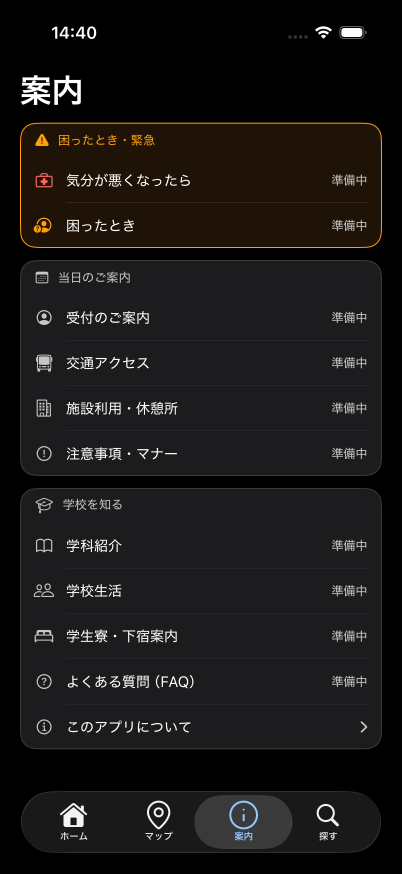 14:40
案内
困ったとき・緊急
気分が悪くなったら 準備中
困ったとき 準備中
当日のご案内
受付のご案内 準備中
交通アクセス 準備中
施設利用・休憩所 準備中
注意事項・マナー 準備中
学校を知る
学科紹介 準備中
学校生活 準備中
学生寮・下宿案内 準備中
よくある質問（FAQ） 準備中
このアプリについて
ホーム マップ 案内 探す